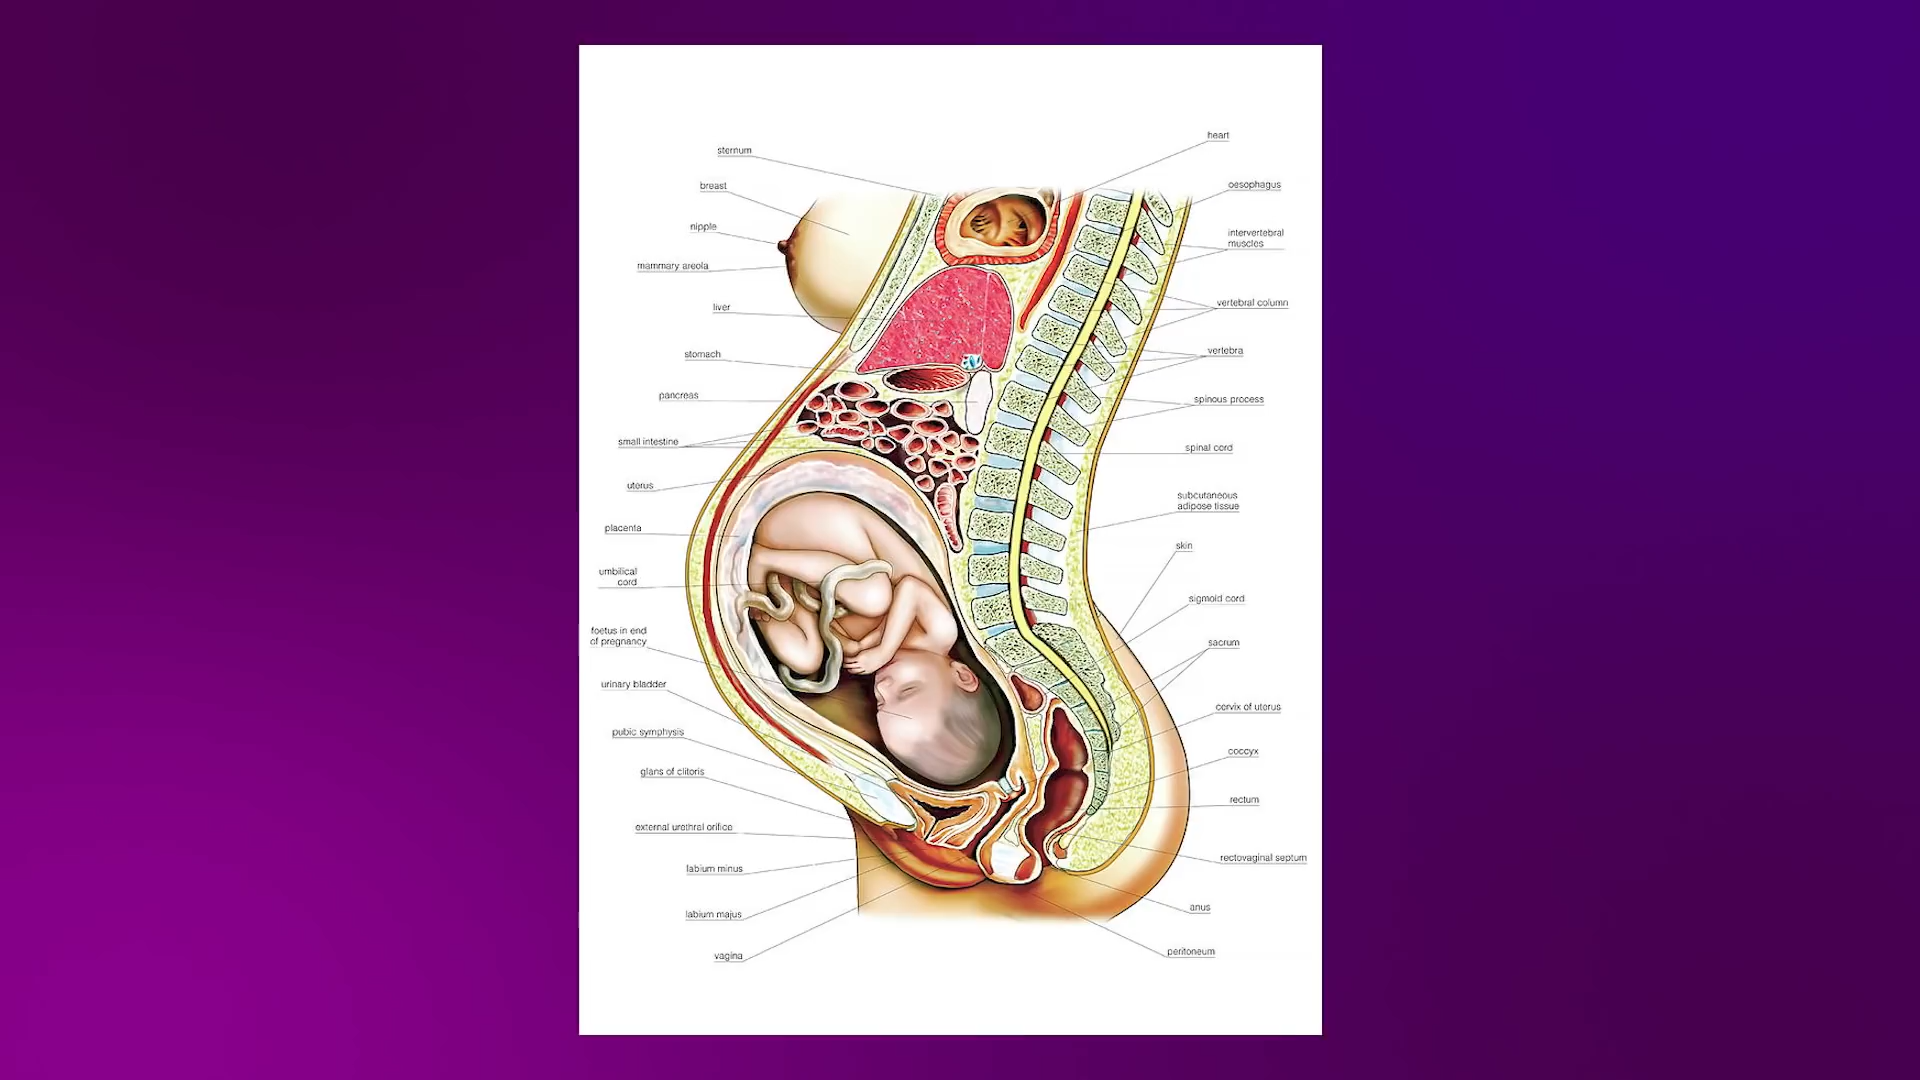 sternum
breast
nipple
mammary areola
liver
stomach
pancreas
small intestine
uterus
placenta
umbilical
cord
foetus in end
of pregnancy
urinary bladder
pubic symphysis
glans of clitoris
external urethral orifice
labium minus
labium majus
vagina
heart
oesophagus
intervertebral
muscles
vertebral column
vertebra
spinous process
spinal cord
subcutaneous
adipose tissue
skin
sigmoid cord
sacrum
cervix of uterus
coccyx
rectum
rectovaginal septum
anus
peritoneum